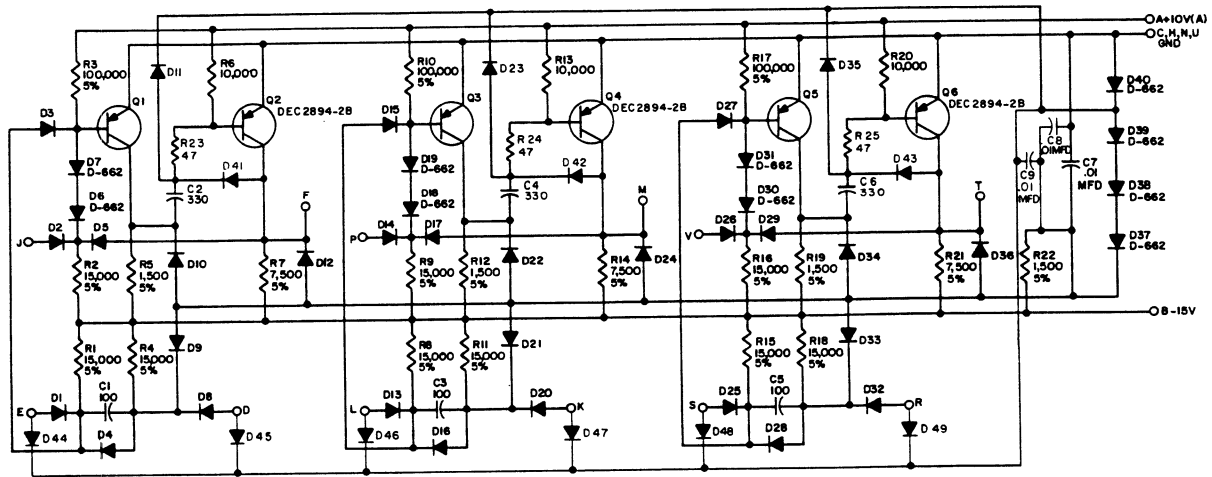 A+10V(A)
C,H,N,U
GND
R3
100,000
5%
D11
R6
10,000
R10
100,000
5%
D23
R13
10,000
R17
100,000
5%
D35
R20
10,000
D40
D-662
D3
Q1
Q2
DEC2894-2B
D15
Q3
Q4
DEC2894-2B
D27
Q5
Q6
DEC2894-2B
R23
47
R24
47
R25
47
D39
D-662
C8
.01MFD
C7
.01
MFD
C9
.01
MFD
D7
D-662
D41
D19
D-662
D42
D31
D-662
D43
D6
D-662
C2
330
F
D18
D-662
C4
330
M
D30
D-662
C6
330
T
D38
D-662
J
D2
D5
P
D14
D17
V
D26
D29
D37
D-662
R2
15,000
5%
R5
1,500
5%
D10
R7
7,500
5%
D12
R9
15,000
5%
R12
1,500
5%
D22
R14
7,500
5%
D24
R16
15,000
5%
R19
1,500
5%
D34
R21
7,500
5%
D36
R22
1,500
5%
B-15V
R1
15,000
5%
R4
15,000
5%
D9
R8
15,000
5%
R11
15,000
5%
D21
R15
15,000
5%
R18
15,000
5%
D33
E
D1
C1
100
D8
D
L
D13
C3
100
D20
K
S
D25
C5
100
D32
R
D44
D4
D45
D46
D16
D47
D48
D28
D49